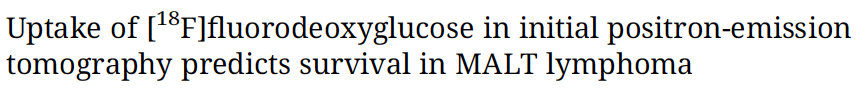 Uptake of [¹⁸F]fluorodeoxyglucose in initial positron-emission
tomography predicts survival in MALT lymphoma